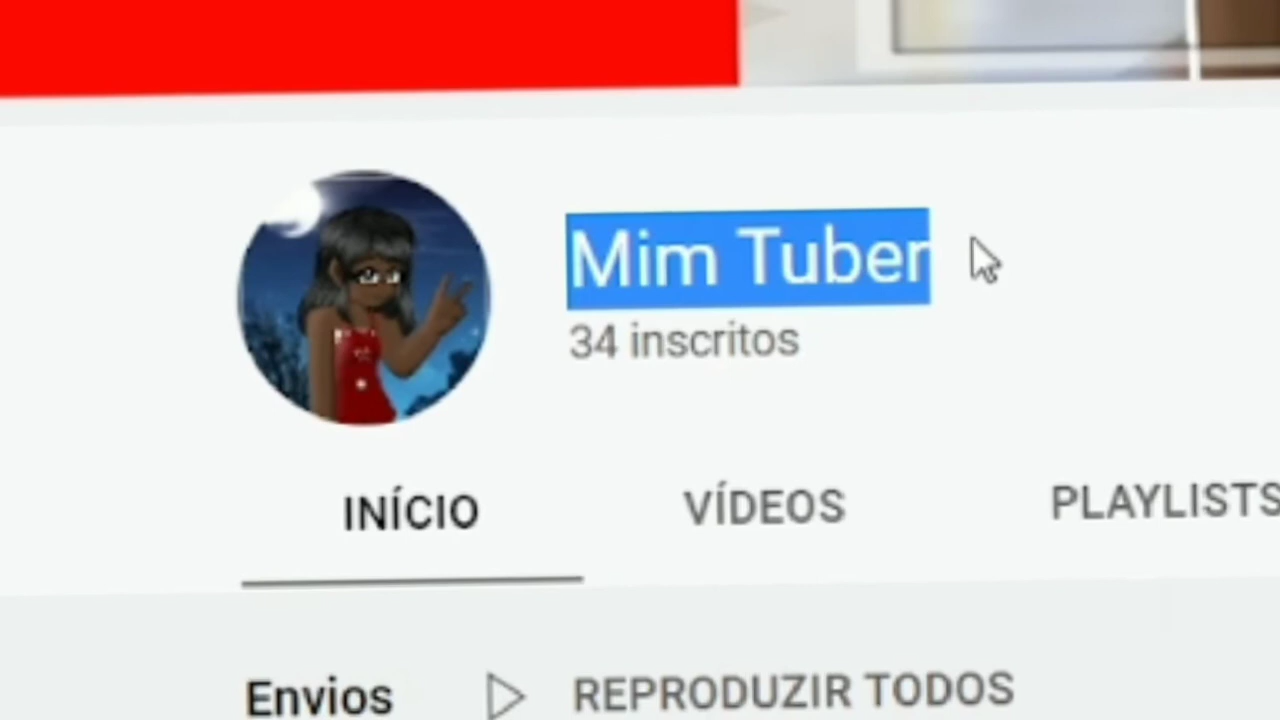 Mim Tuber
34 inscritos
INÍCIO VÍDEOS PLAYLISTS
Envios REPRODUZIR TODOS